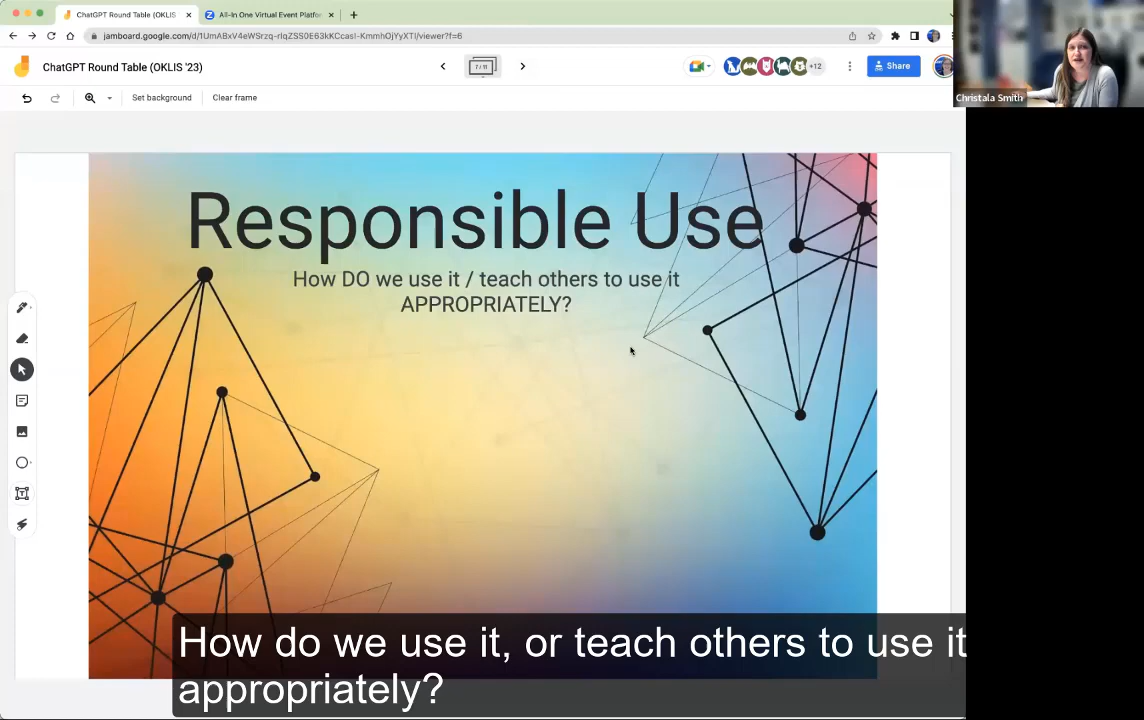 ChatGPT Round Table (OKLIS
All-In One Virtual Event Platfor
jamboard.google.com/d/1UmABxV4eWSrzq-rIqZSS0E63kKCcasI-KmmhOjYyXTI/viewer?f=6
ChatGPT Round Table (OKLIS '23)
7 / 11
+12
Share
Set background
Clear frame
Christala Smith
Responsible Use
How DO we use it / teach others to use it
APPROPRIATELY?
How do we use it, or teach others to use it
appropriately?